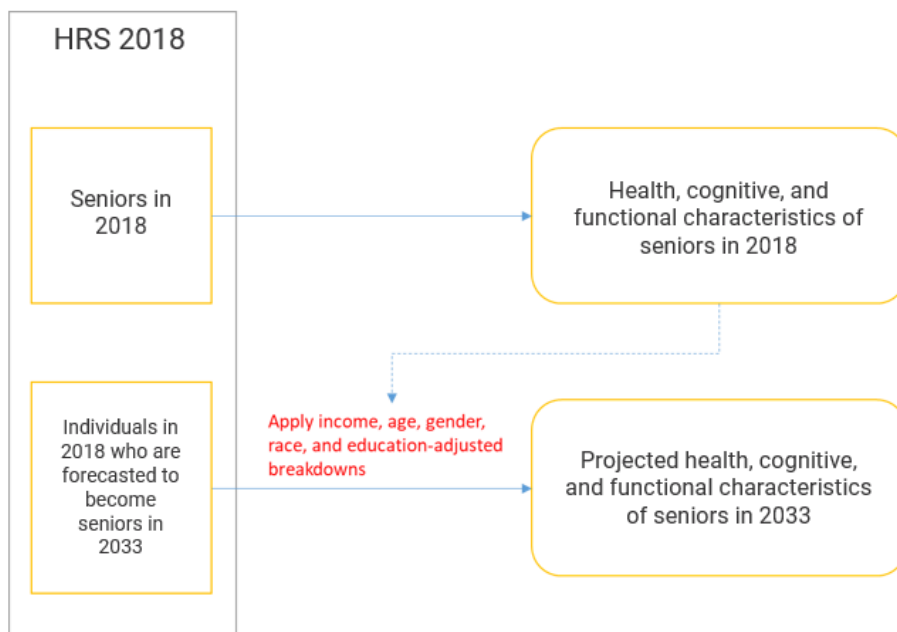 HRS 2018
Seniors in
2018
Health, cognitive, and
functional characteristics of
seniors in 2018
Individuals in
2018 who are
forecasted to
become
seniors in
2033
Apply income, age, gender,
race, and education-adjusted
breakdowns
Projected health, cognitive,
and functional characteristics
of seniors in 2033